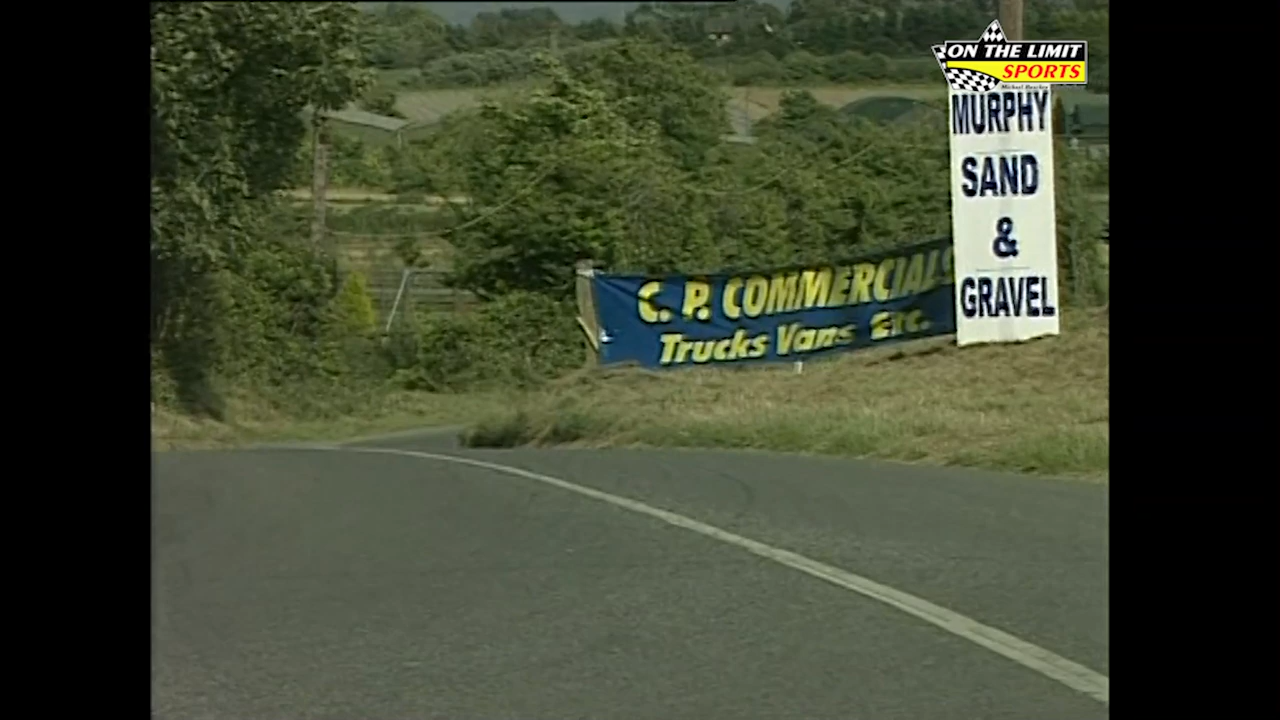 ON THE LIMIT
SPORTS
MURPHY
SAND
&
GRAVEL
C. P. COMMERCIALS
Trucks Vans Etc.